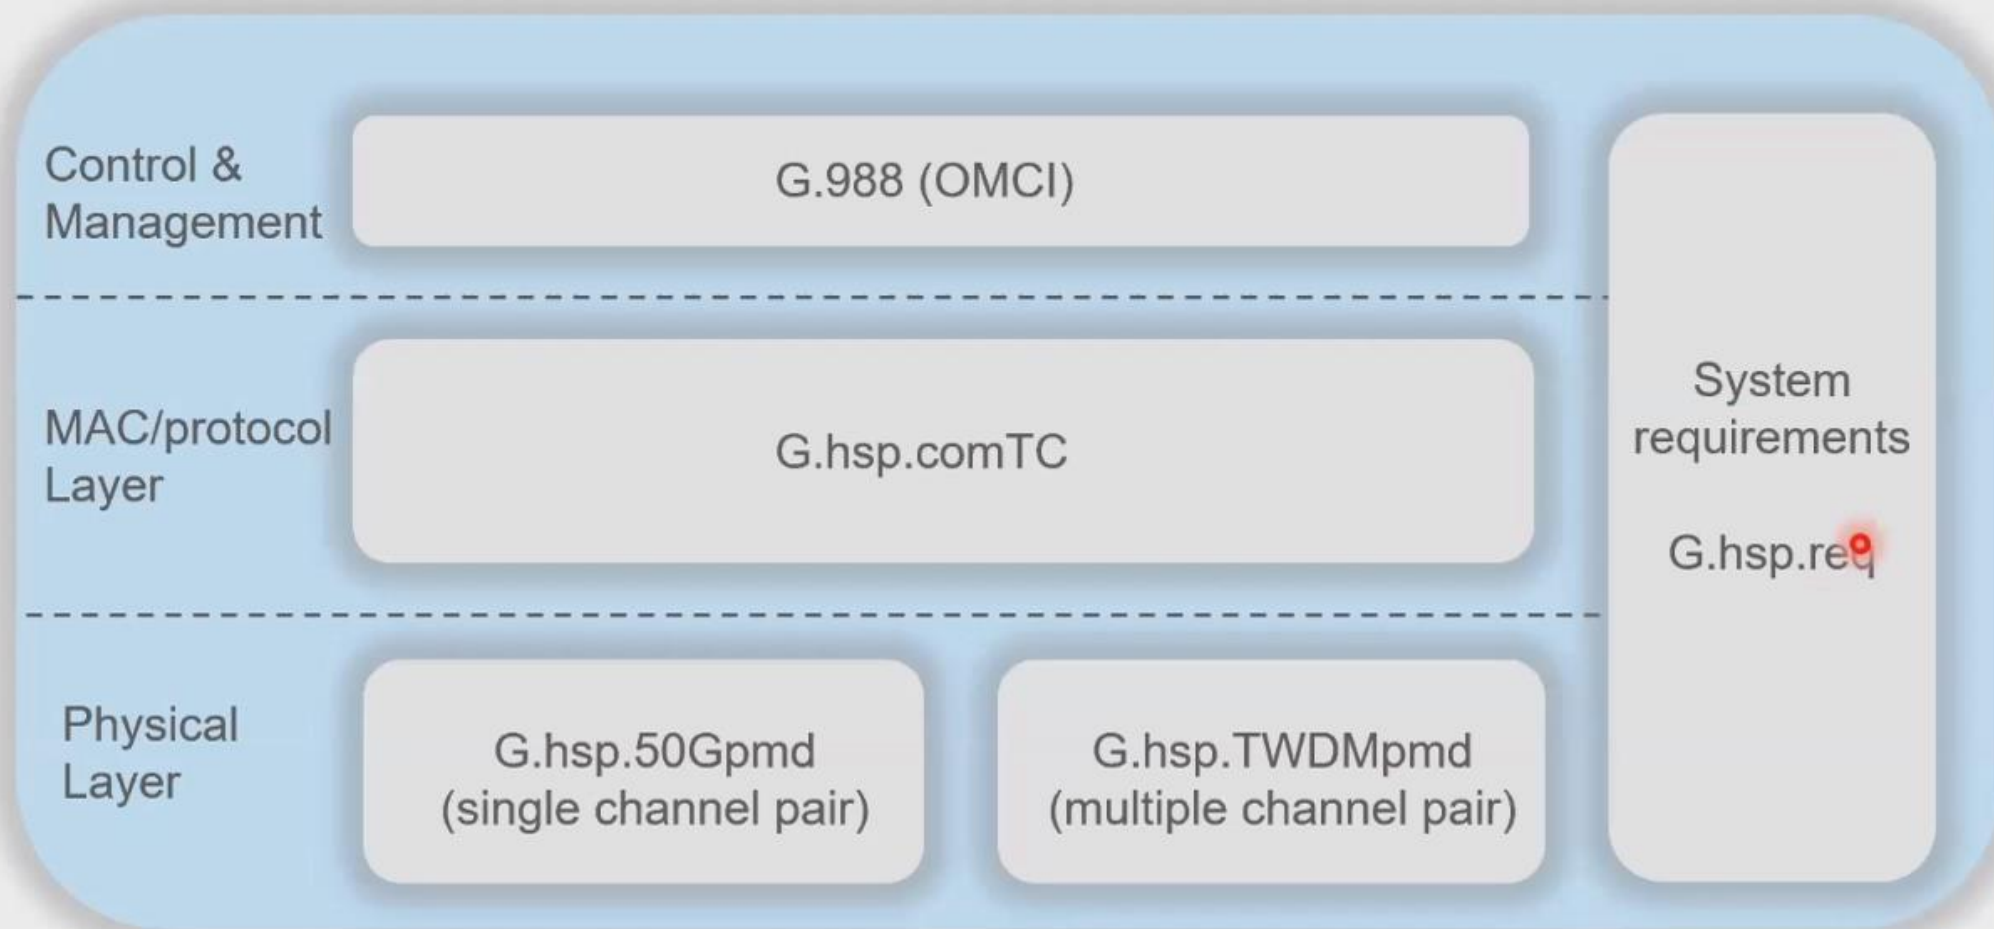 Control &
Management
G.988 (OMCI)
MAC/protocol
Layer
G.hsp.comTC
Physical
Layer
G.hsp.50Gpmd
(single channel pair)
G.hsp.TWDMpmd
(multiple channel pair)
System
requirements
G.hsp.req